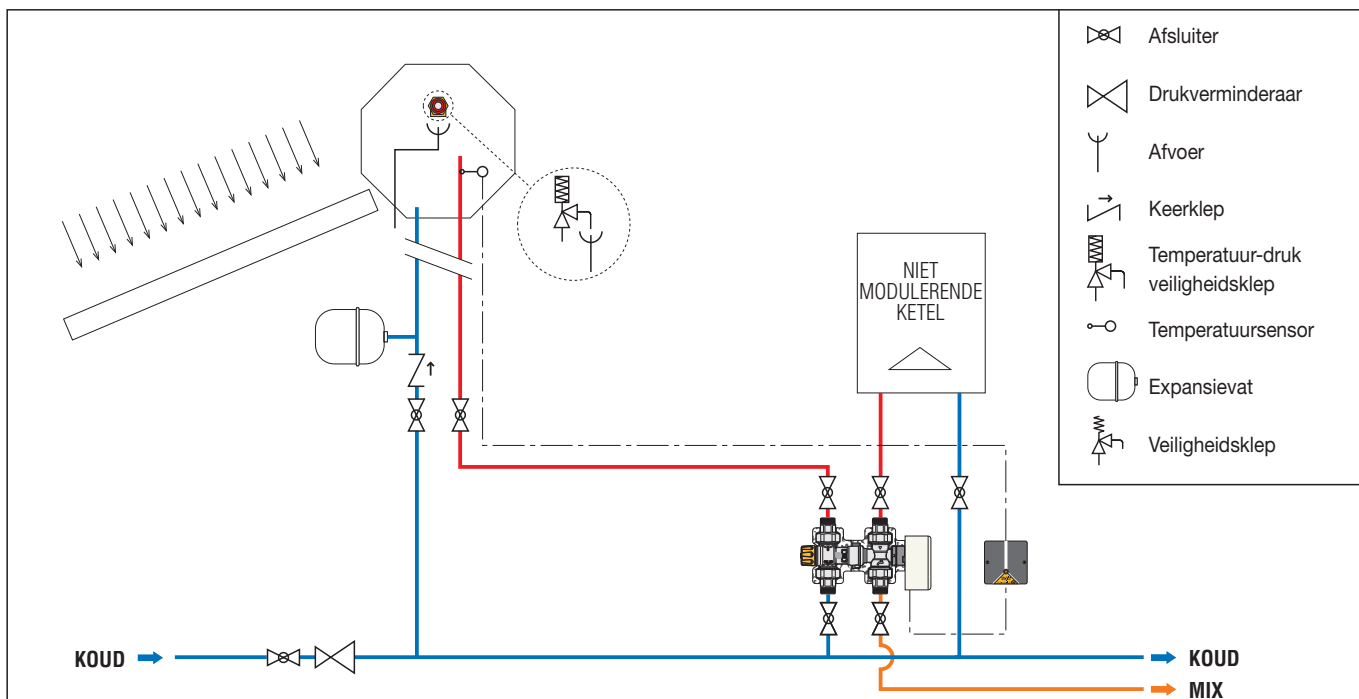 Afsluiter
Drukverminderaar
Afvoer
Keerklep
Temperatuur-druk
veiligheidsklep
Temperatuursensor
Expansievat
Veiligheidsklep
NIET
MODULERENDE
KETEL
KOUD
KOUD
MIX